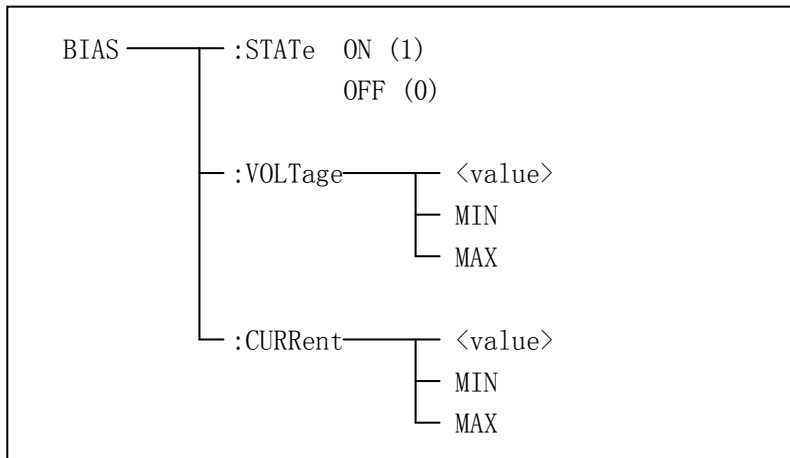 BIAS :STATe ON (1)
OFF (0)
:VOLTage <value>
MIN
MAX
:CURRent <value>
MIN
MAX